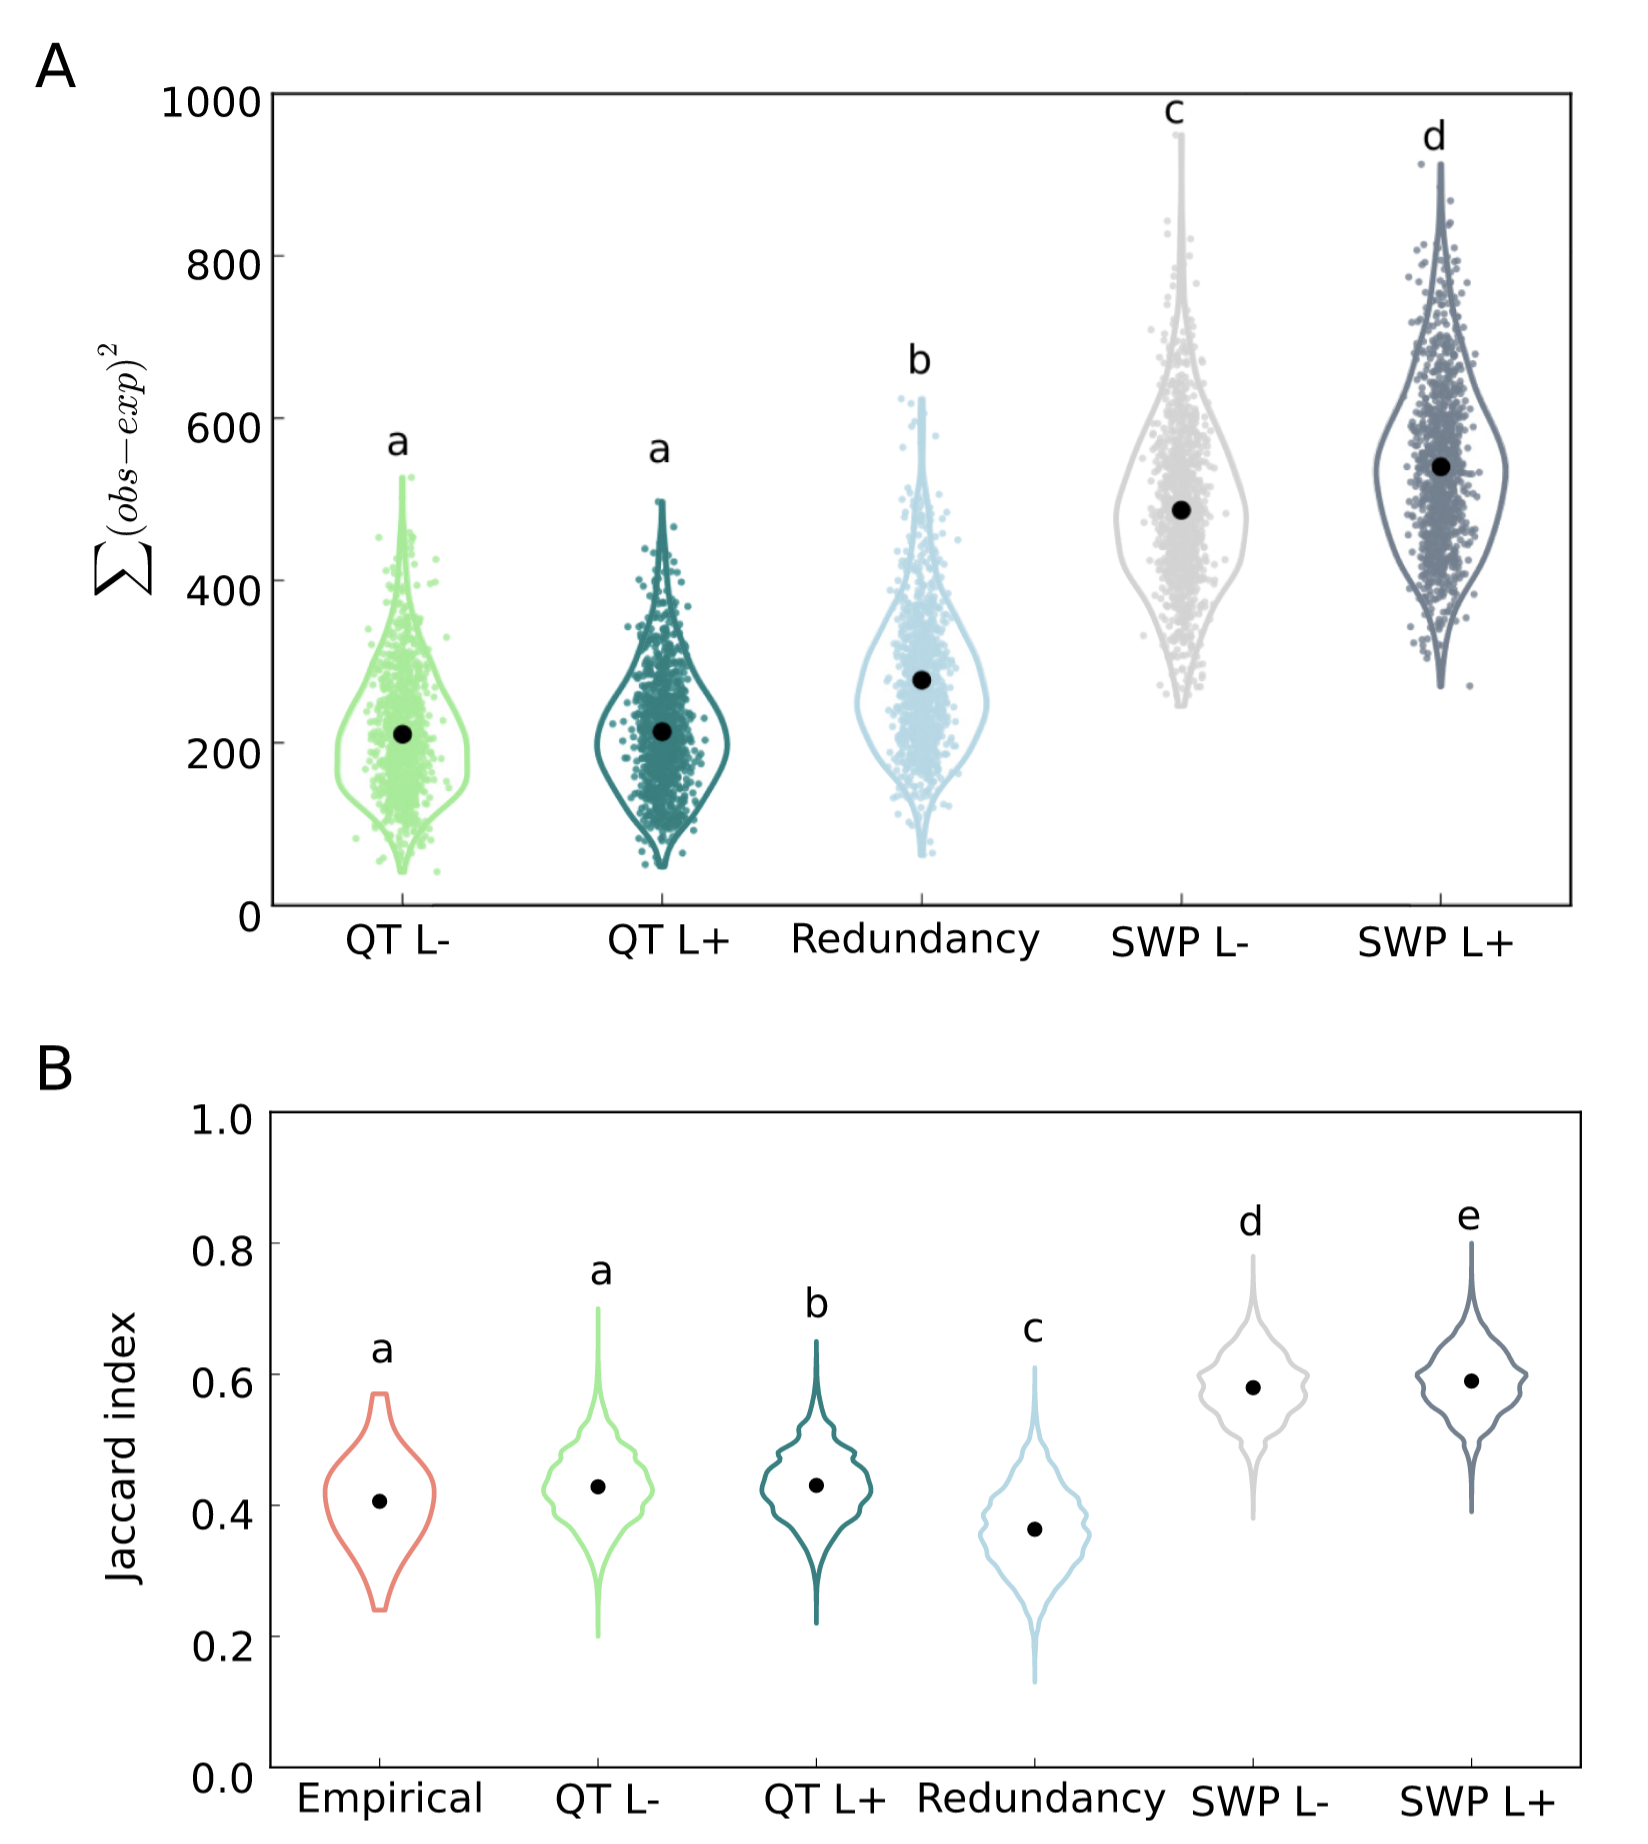 A
1000
800
600
400
200
0
∑(obs−exp)²
a
a
b
c
d
QT L-
QT L+
Redundancy
SWP L-
SWP L+
B
1.0
0.8
0.6
0.4
0.2
0.0
Jaccard index
a
a
b
c
d
e
Empirical
QT L-
QT L+
Redundancy
SWP L-
SWP L+